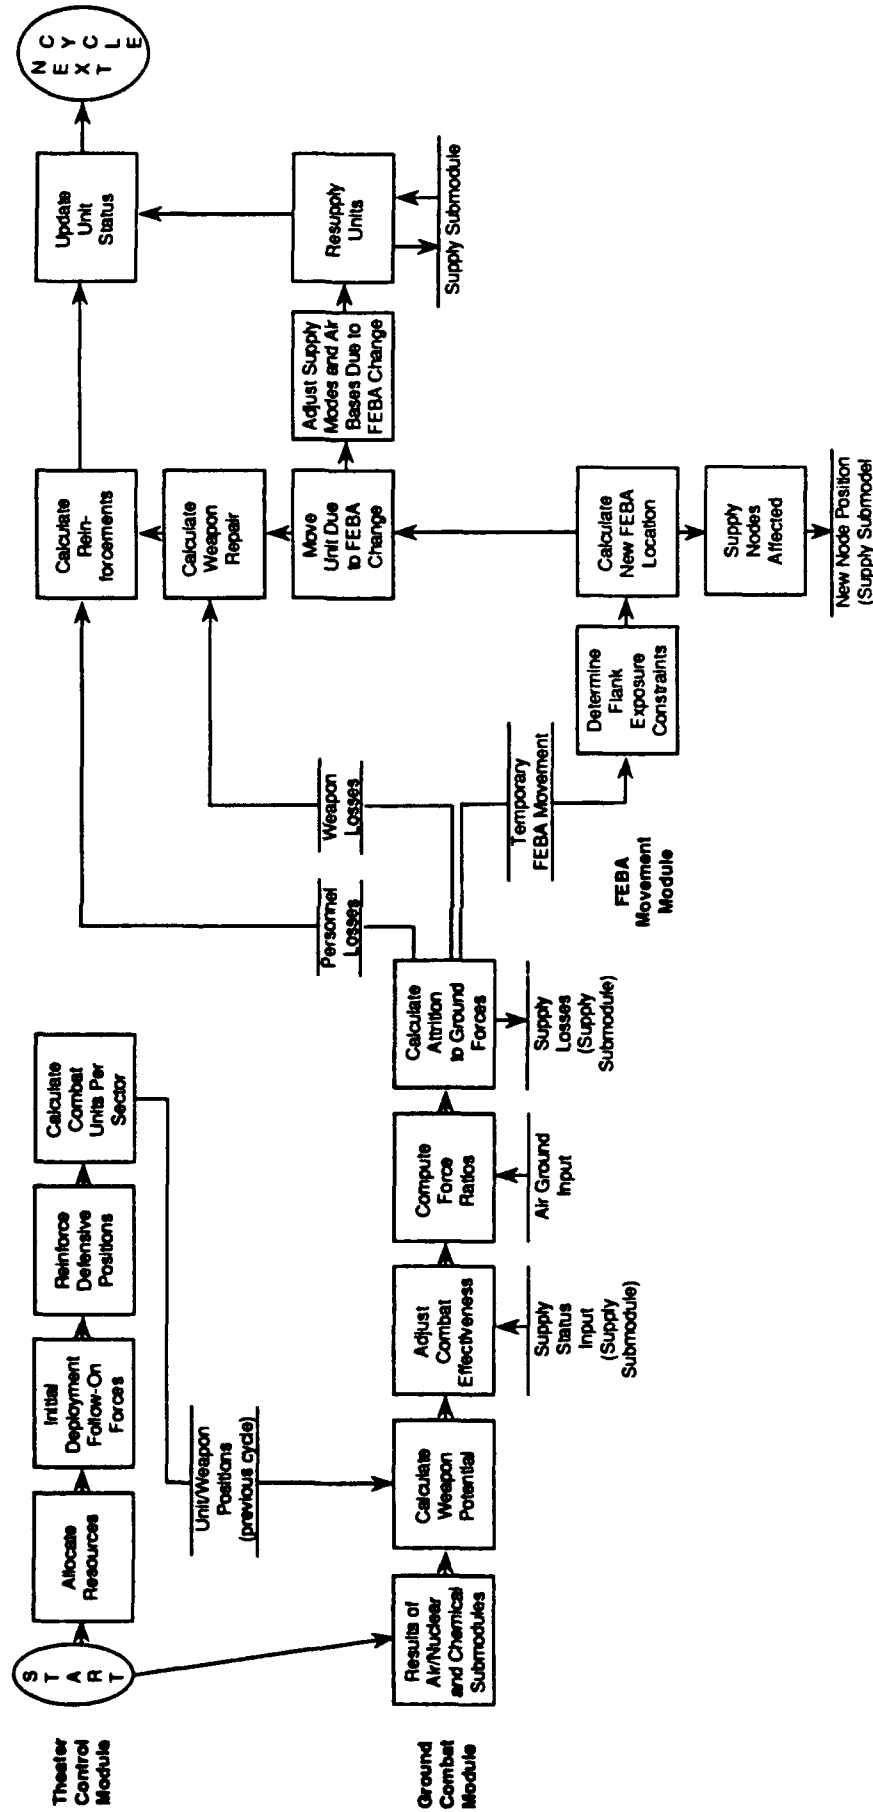 Theater
Control
Module
S
T
A
R
T
Allocate
Resources
Initial
Deployment
Follow-On
Forces
Reinforce
Defensive
Positions
Calculate
Combat
Units Per
Sector
Unit/Weapon
Positions
(previous cycle)
Ground
Combat
Module
Results of
Air/Nuclear
and Chemical
Submodules
Calculate
Weapon
Potential
Adjust
Combat
Effectiveness
Supply
Status
Input
(Supply
Submodule)
Compute
Force
Ratios
Air Ground
Input
Calculate
Attrition
to Ground
Forces
Supply
Losses
(Supply
Submodule)
Personnel
Losses
Weapon
Losses
Temporary
FEBA Movement
FEBA
Movement
Module
Determine
Flank
Exposure
Constraints
Calculate
New FEBA
Location
Supply
Nodes
Affected
New Node Position
(Supply Submodel
Move
Unit Due
to FEBA
Change
Calculate
Weapon
Repair
Calculate
Rein-
forcements
Adjust Supply
Modes and Air
Bases Due to
FEBA Change
Resupply
Units
Supply Submodule
Update
Unit
Status
N C
E Y
X C
T L
E